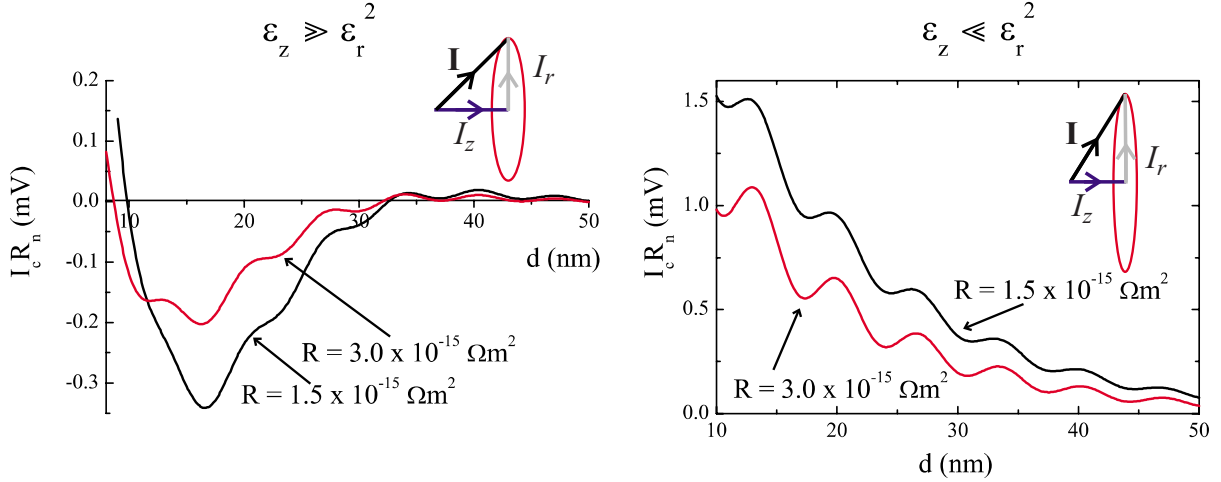 ε_z ≫ ε_r^2
I_c R_n (mV)
0.2
0.1
0.0
-0.1
-0.2
-0.3
10
20
30
40
50
d (nm)
I
I_r
I_z
R = 3.0 x 10^-15 Ωm^2
R = 1.5 x 10^-15 Ωm^2
ε_z ≪ ε_r^2
I_c R_n (mV)
1.5
1.0
0.5
0.0
10
20
30
40
50
d (nm)
I
I_r
I_z
R = 1.5 x 10^-15 Ωm^2
R = 3.0 x 10^-15 Ωm^2